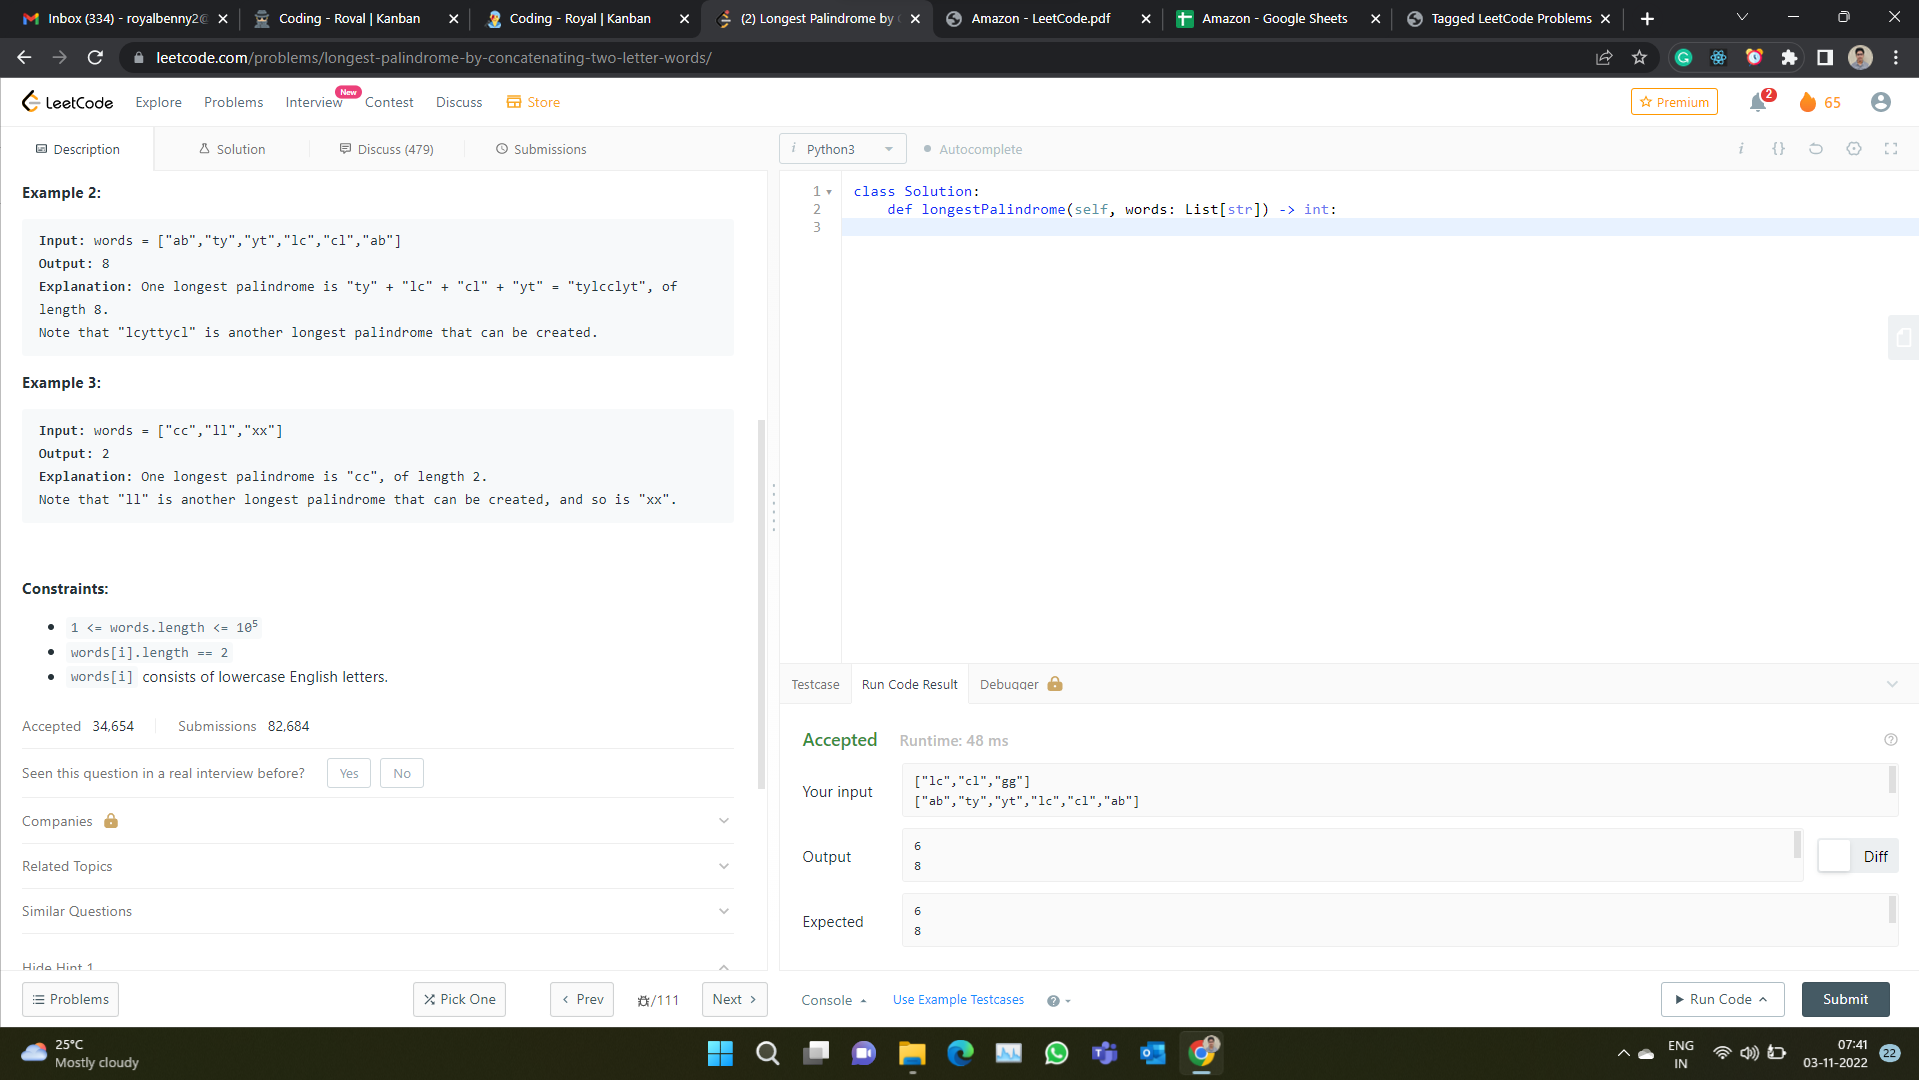 Inbox (334) - royalbenny2@
Coding - Royal | Kanban
Coding - Royal | Kanban
(2) Longest Palindrome by
Amazon - LeetCode.pdf
Amazon - Google Sheets
Tagged LeetCode Problems
leetcode.com/problems/longest-palindrome-by-concatenating-two-letter-words/
LeetCode
Explore
Problems
Interview
New
Contest
Discuss
Store
Premium
2
65
Description
Solution
Discuss (479)
Submissions
i Python3
Autocomplete
i
{}
Example 2:
Input: words = ["ab","ty","yt","lc","cl","ab"]
Output: 8
Explanation: One longest palindrome is "ty" + "lc" + "cl" + "yt" = "tylcclyt", of
length 8.
Note that "lcyttycl" is another longest palindrome that can be created.
Example 3:
Input: words = ["cc","ll","xx"]
Output: 2
Explanation: One longest palindrome is "cc", of length 2.
Note that "ll" is another longest palindrome that can be created, and so is "xx".
Constraints:
1 <= words.length <= 10⁵
words[i].length == 2
words[i] consists of lowercase English letters.
Accepted 34,654
Submissions 82,684
Seen this question in a real interview before?
Yes
No
Companies
Related Topics
Similar Questions
Hide Hint 1
Problems
Pick One
Prev
/111
Next
1 class Solution:
2 def longestPalindrome(self, words: List[str]) -> int:
3
Testcase
Run Code Result
Debugger
Accepted
Runtime: 48 ms
Your input
["lc","cl","gg"]
["ab","ty","yt","lc","cl","ab"]
Output
6
8
Diff
Expected
6
8
Console
Use Example Testcases
Run Code
Submit
25°C
Mostly cloudy
ENG
IN
07:41
03-11-2022
22